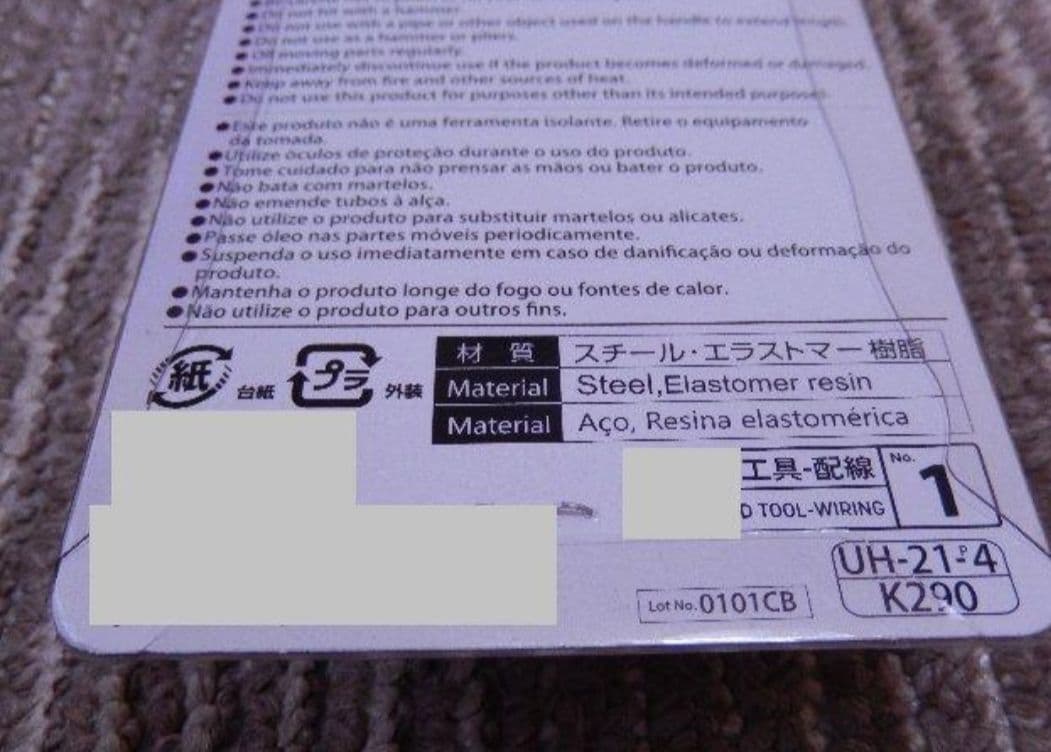 ● Do not hit with a hammer.
● Do not use with a pipe or other object used on the handle to extend length.
● Do not use as a hammer or pliers.
● Oil moving parts regularly.
● Immediately discontinue use if the product becomes deformed or damaged.
● Keep away from fire and other sources of heat.
● Do not use this product for purposes other than its intended purposes.
● Este produto não é uma ferramenta isolante. Retire o equipamento
da tomada.
● Utilize óculos de proteção durante o uso do produto.
● Tome cuidado para não prensar as mãos ou bater o produto.
● Não bata com martelos.
● Não emende tubos à alça.
● Não utilize o produto para substituir martelos ou alicates.
● Passe óleo nas partes móveis periodicamente.
● Suspenda o uso imediatamente em caso de danificação ou deformação do
produto.
● Mantenha o produto longe do fogo ou fontes de calor.
● Não utilize o produto para outros fins.
紙 台紙 プラ 外装
材質 スチール・エラストマー樹脂
Material Steel,Elastomer resin
Material Aço, Resina elastomérica
工具-配線 No. 1
D TOOL-WIRING
UH-21-P-4
Lot No. 0101CB K290